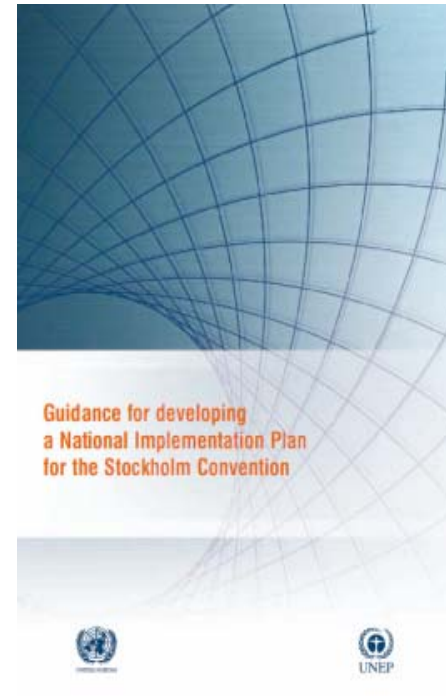 Guidance for developing
a National Implementation Plan
for the Stockholm Convention
UNEP